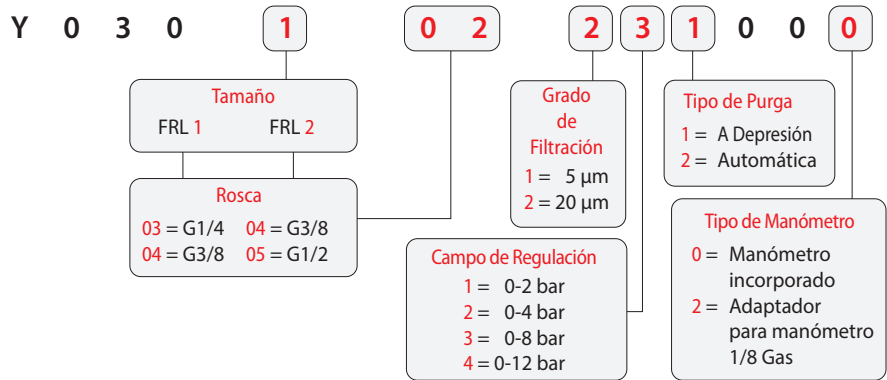 Y 0 3 0 1 0 2 2 3 1 0 0 0
Tamaño
FRL 1 FRL 2
Rosca
03 = G1/4 04 = G3/8
04 = G3/8 05 = G1/2
Grado
de
Filtración
1 = 5 µm
2 = 20 µm
Campo de Regulación
1 = 0-2 bar
2 = 0-4 bar
3 = 0-8 bar
4 = 0-12 bar
Tipo de Purga
1 = A Depresión
2 = Automática
Tipo de Manómetro
0 = Manómetro
incorporado
2 = Adaptador
para manómetro
1/8 Gas